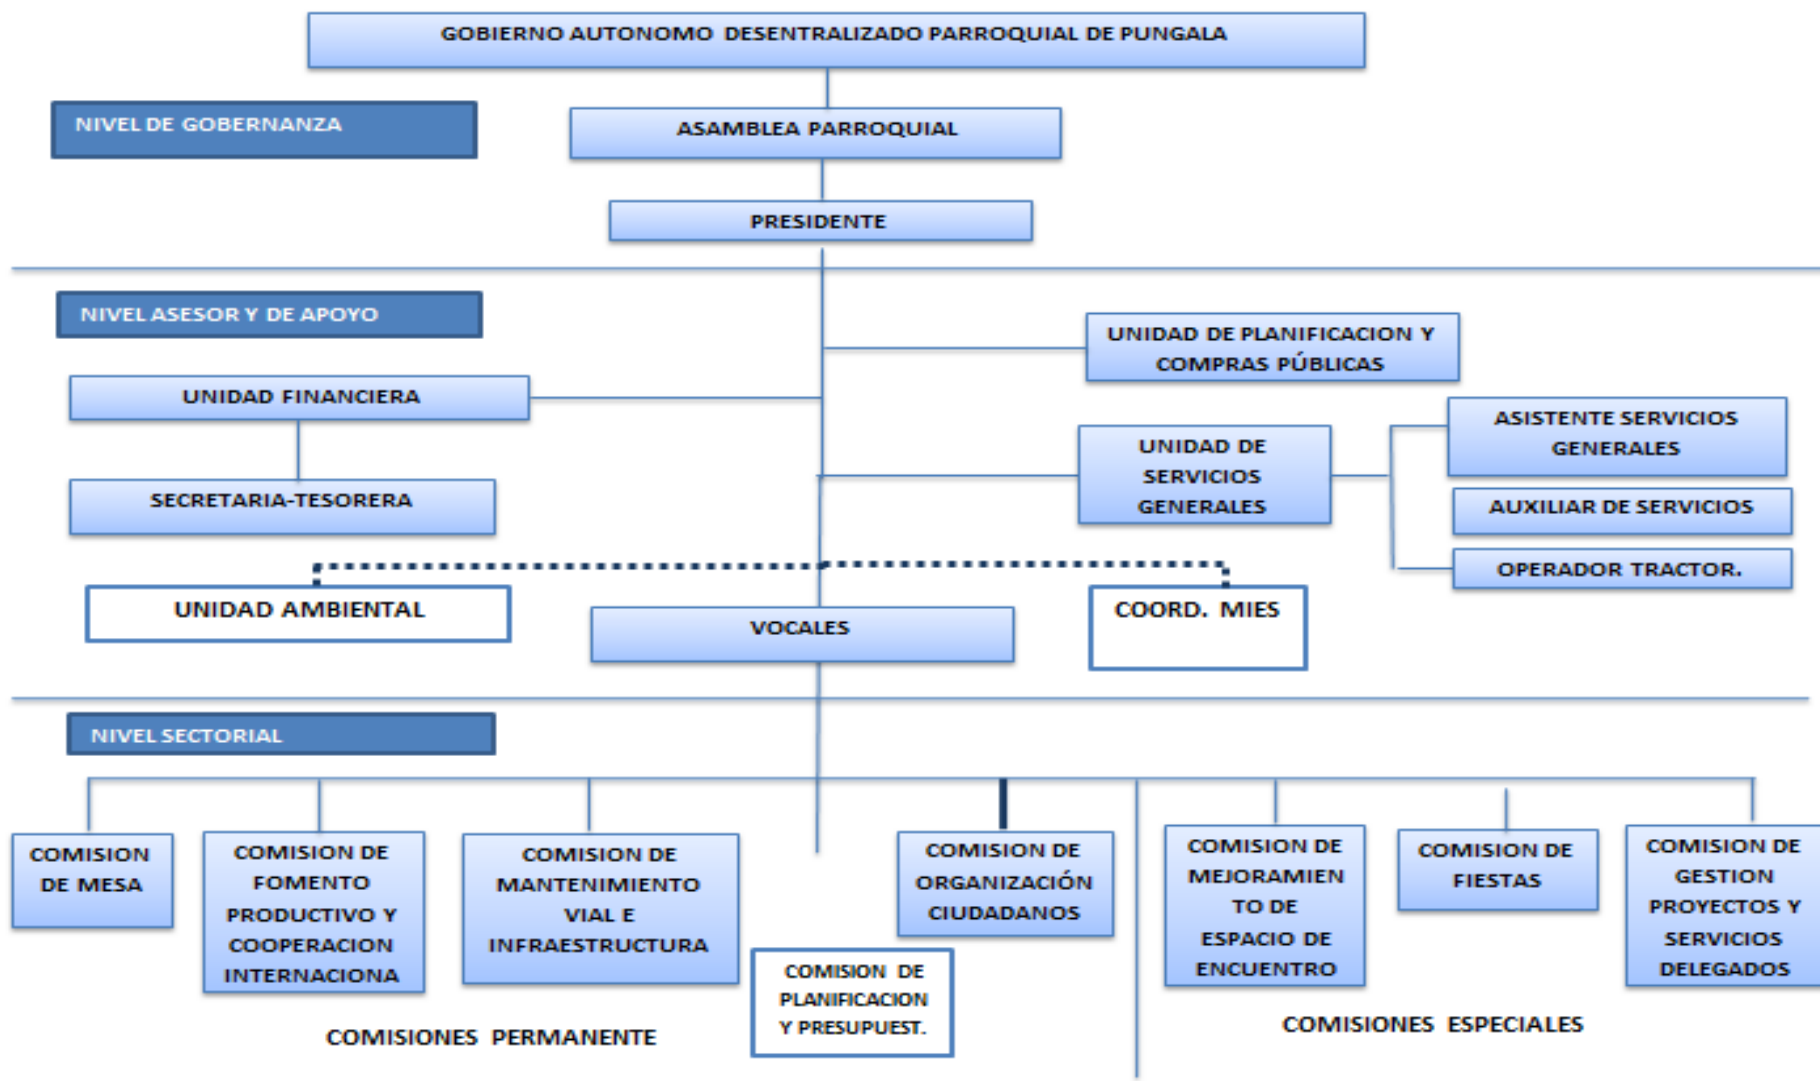 GOBIERNO AUTONOMO DESENTRALIZADO PARROQUIAL DE PUNGALA
NIVEL DE GOBERNANZA
ASAMBLEA PARROQUIAL
PRESIDENTE
NIVEL ASESOR Y DE APOYO
UNIDAD DE PLANIFICACION Y
COMPRAS PÚBLICAS
UNIDAD FINANCIERA
SECRETARIA-TESORERA
UNIDAD DE
SERVICIOS
GENERALES
ASISTENTE SERVICIOS
GENERALES
AUXILIAR DE SERVICIOS
OPERADOR TRACTOR.
UNIDAD AMBIENTAL
VOCALES
COORD. MIES
NIVEL SECTORIAL
COMISION
DE MESA
COMISION DE
FOMENTO
PRODUCTIVO Y
COOPERACION
INTERNACIONA
COMISION DE
MANTENIMIENTO
VIAL E
INFRAESTRUCTURA
COMISION DE
PLANIFICACION
Y PRESUPUEST.
COMISION DE
ORGANIZACIÓN
CIUDADANOS
COMISION DE
MEJORAMIEN
TO DE
ESPACIO DE
ENCUENTRO
COMISION DE
FIESTAS
COMISION DE
GESTION
PROYECTOS Y
SERVICIOS
DELEGADOS
COMISIONES PERMANENTE
COMISIONES ESPECIALES